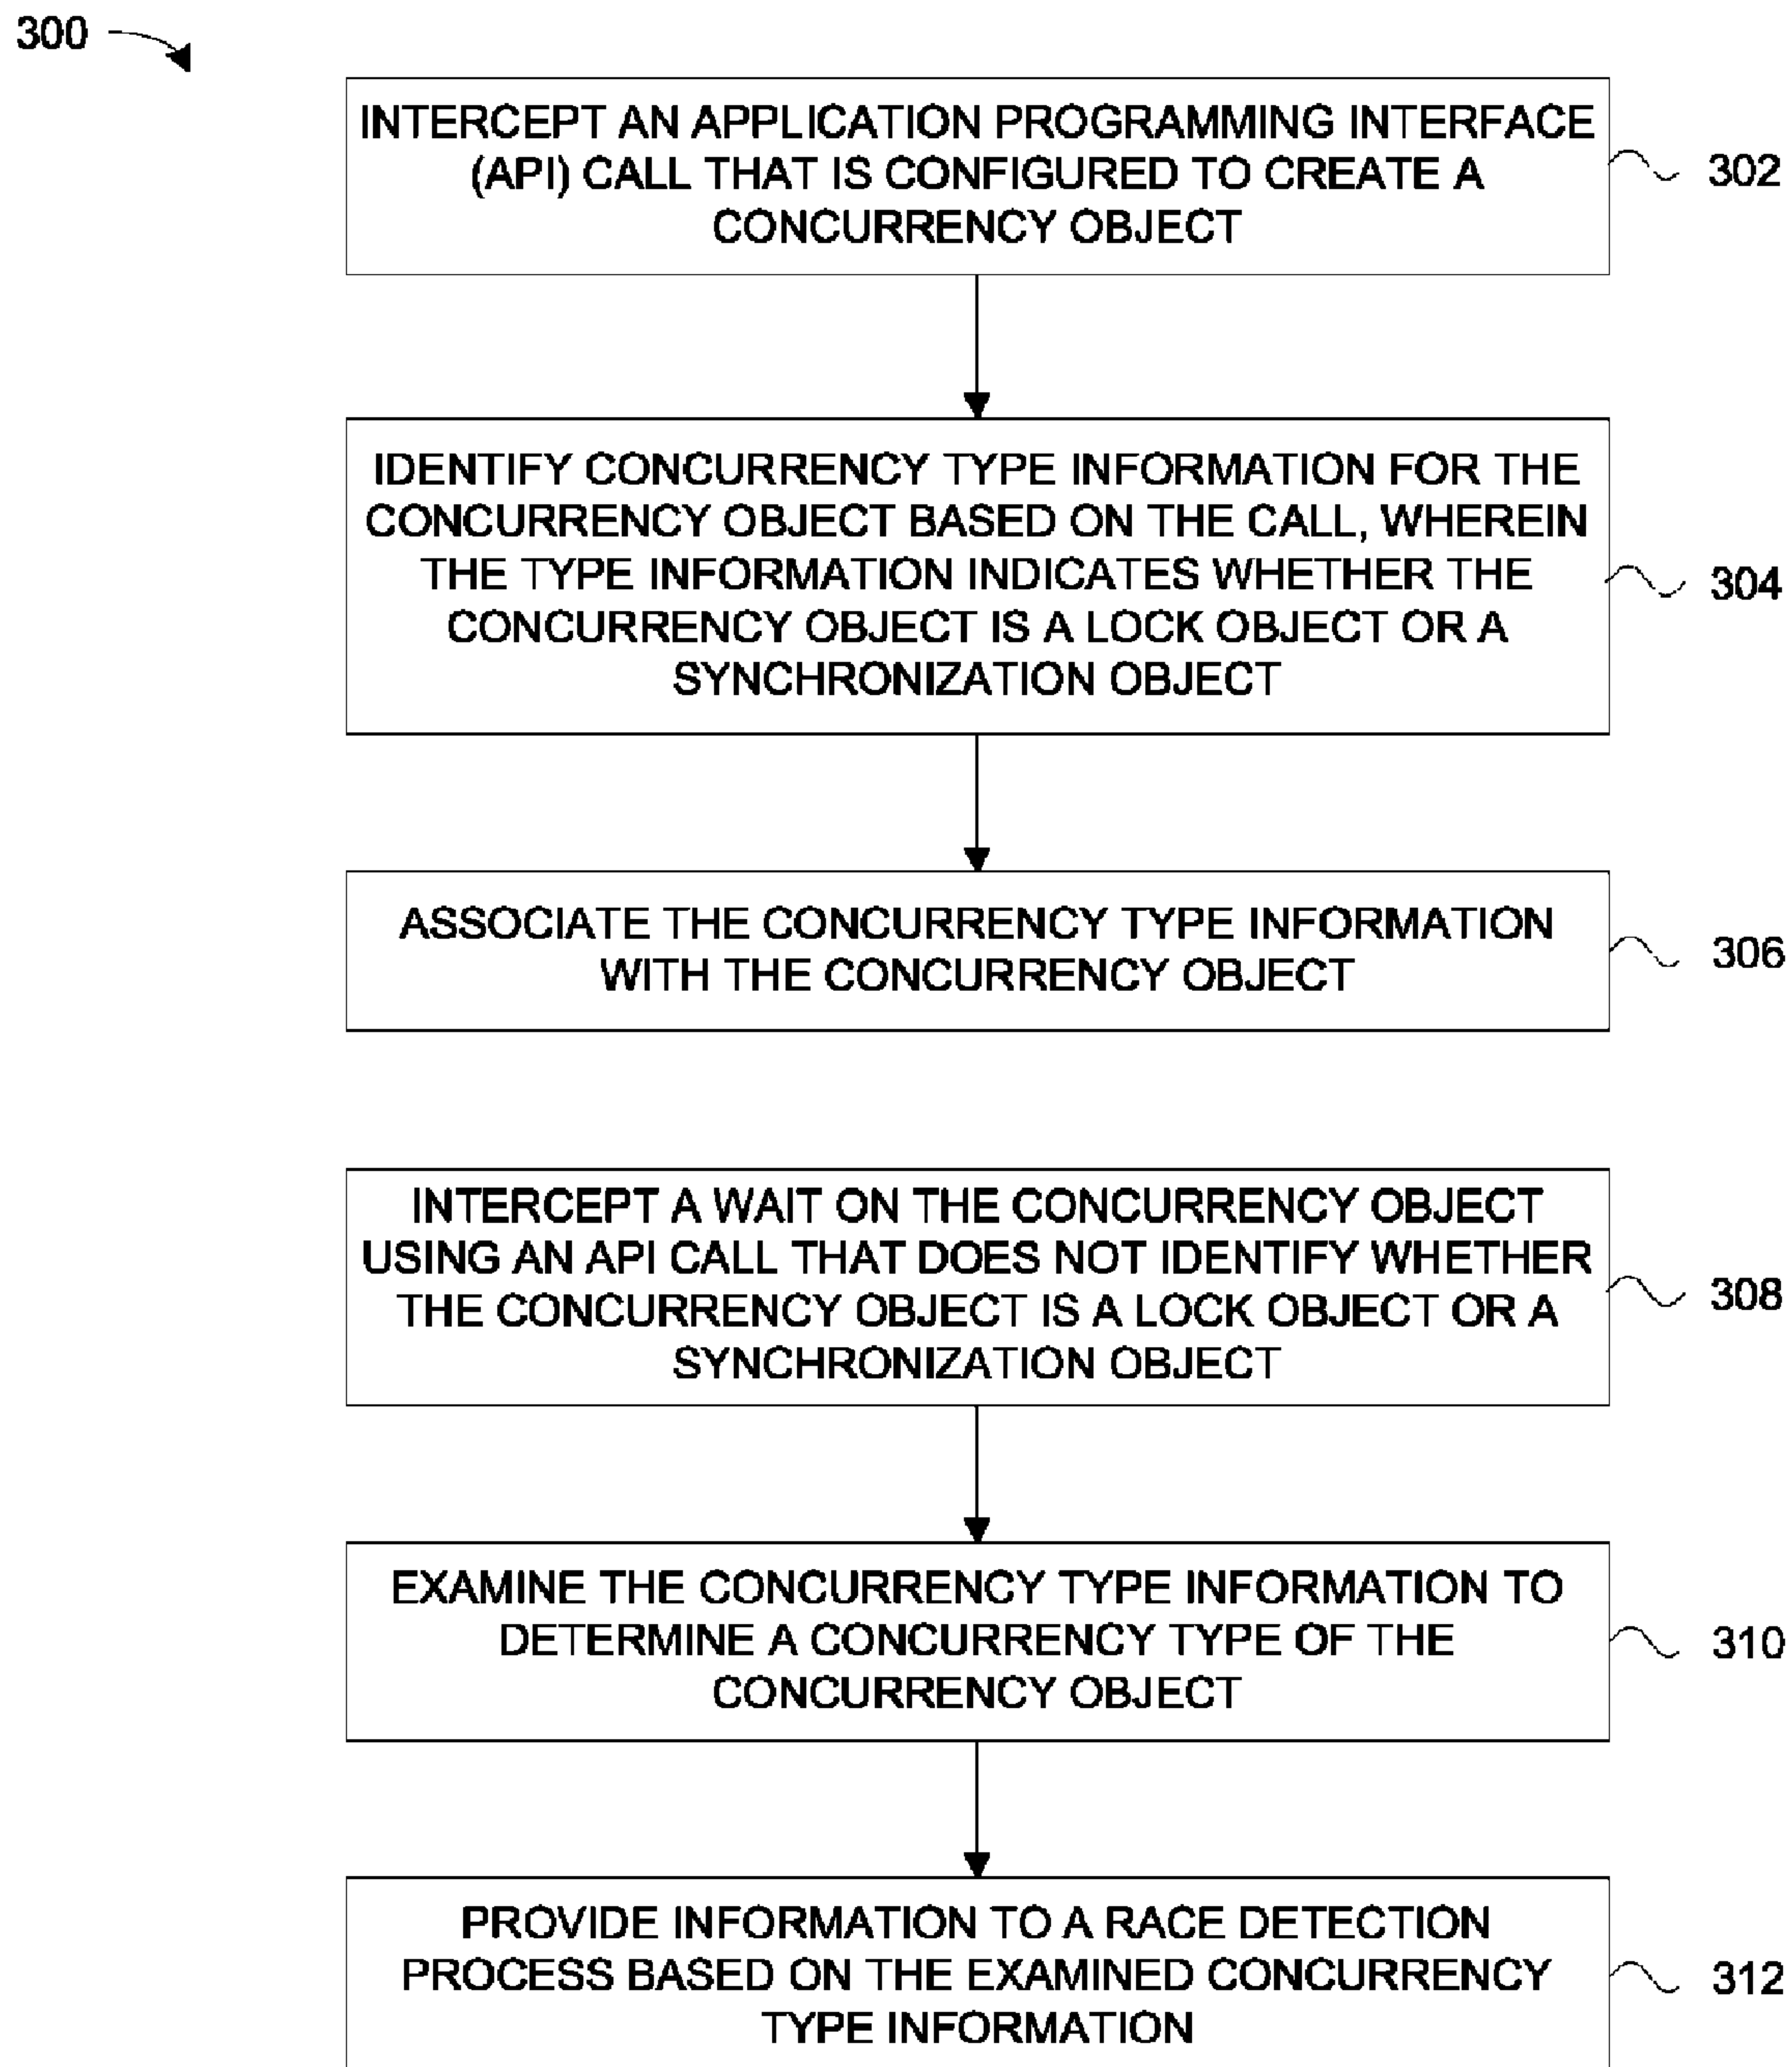 300
INTERCEPT AN APPLICATION PROGRAMMING INTERFACE
(API) CALL THAT IS CONFIGURED TO CREATE A
CONCURRENCY OBJECT
302
IDENTIFY CONCURRENCY TYPE INFORMATION FOR THE
CONCURRENCY OBJECT BASED ON THE CALL, WHEREIN
THE TYPE INFORMATION INDICATES WHETHER THE
CONCURRENCY OBJECT IS A LOCK OBJECT OR A
SYNCHRONIZATION OBJECT
304
ASSOCIATE THE CONCURRENCY TYPE INFORMATION
WITH THE CONCURRENCY OBJECT
306
INTERCEPT A WAIT ON THE CONCURRENCY OBJECT
USING AN API CALL THAT DOES NOT IDENTIFY WHETHER
THE CONCURRENCY OBJECT IS A LOCK OBJECT OR A
SYNCHRONIZATION OBJECT
308
EXAMINE THE CONCURRENCY TYPE INFORMATION TO
DETERMINE A CONCURRENCY TYPE OF THE
CONCURRENCY OBJECT
310
PROVIDE INFORMATION TO A RACE DETECTION
PROCESS BASED ON THE EXAMINED CONCURRENCY
TYPE INFORMATION
312